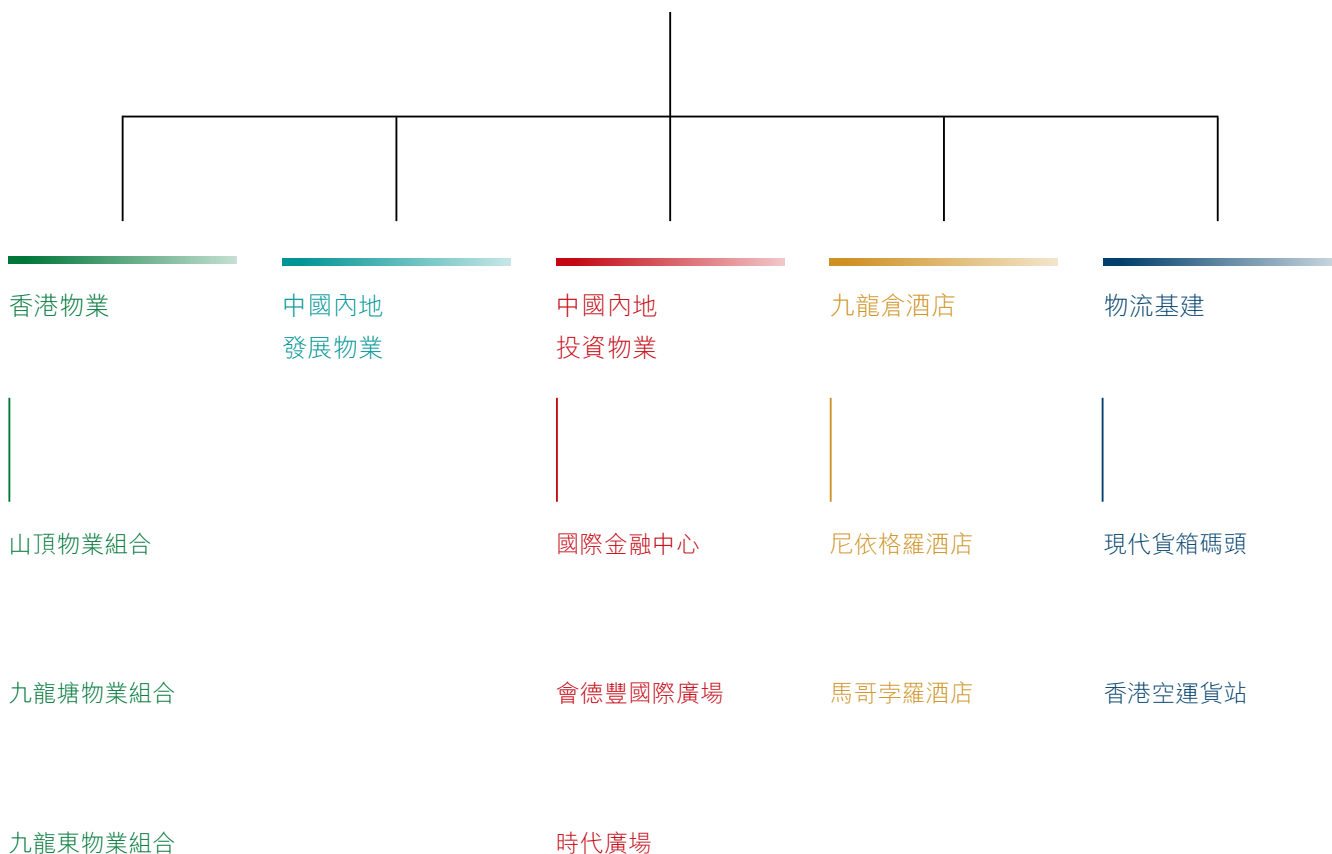 香港物業
中國內地
發展物業
中國內地
投資物業
九龍倉酒店
物流基建
山頂物業組合
國際金融中心
尼依格羅酒店
現代貨箱碼頭
九龍塘物業組合
會德豐國際廣場
馬哥孛羅酒店
香港空運貨站
九龍東物業組合
時代廣場